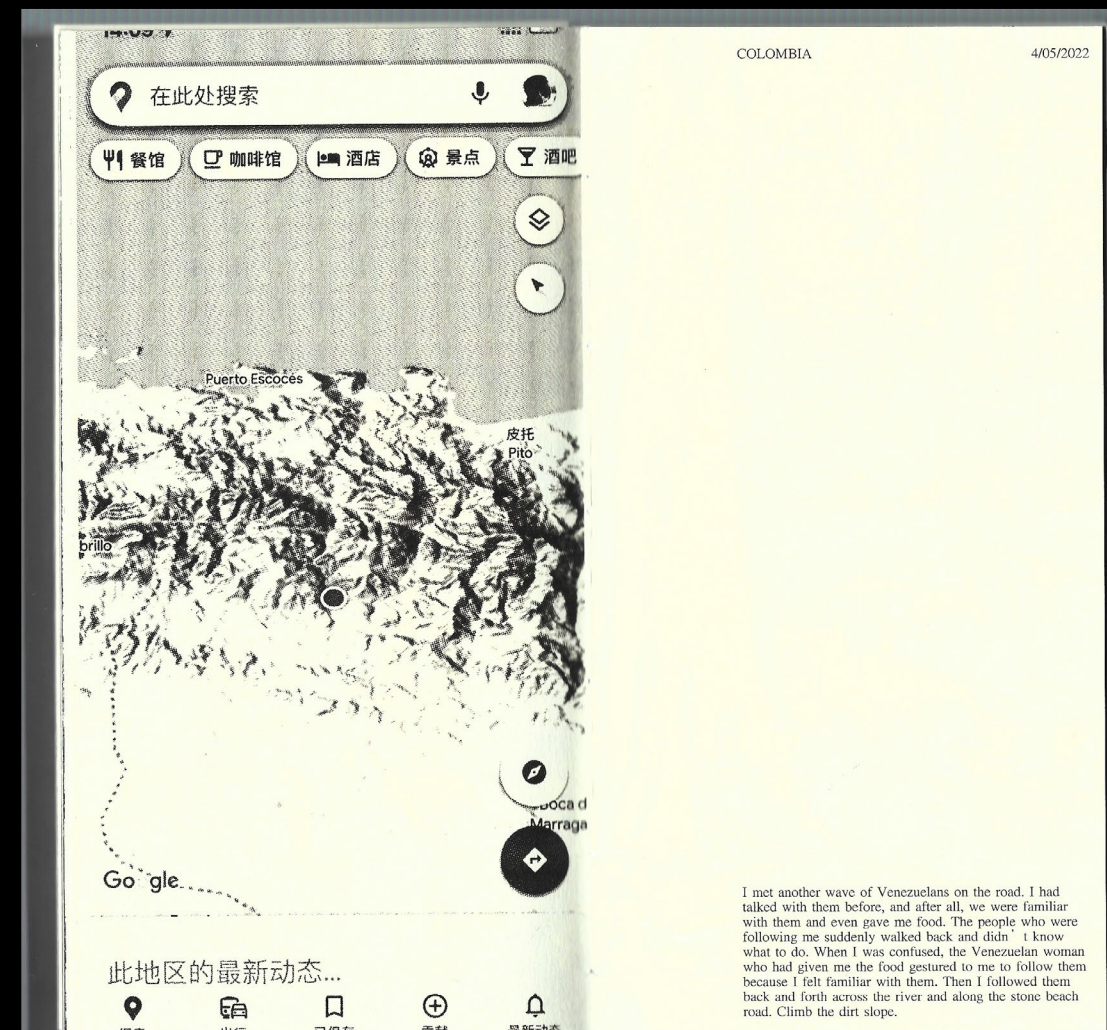 在此处搜索
餐馆
咖啡馆
酒店
景点
酒吧
Puerto Escocés
皮托
Pito
brillo
Boca d
Marraga
Go gle
此地区的最新动态...
COLOMBIA
4/05/2022
I met another wave of Venezuelans on the road. I had
talked with them before, and after all, we were familiar
with them and even gave me food. The people who were
following me suddenly walked back and didn't know
what to do. When I was confused, the Venezuelan woman
who had given me the food gestured to me to follow them
because I felt familiar with them. Then I followed them
back and forth across the river and along the stone beach
road. Climb the dirt slope.